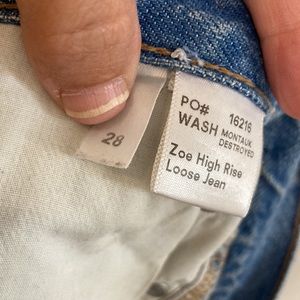 28
PO# 16216
WASH MONTAUK
DESTROYED
Zoe High Rise
Loose Jean